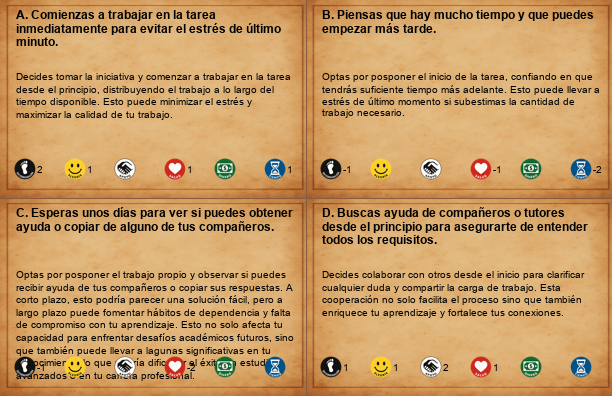 A. Comienzas a trabajar en la tarea
inmediatamente para evitar el estrés de último
minuto.
Decides tomar la iniciativa y comenzar a trabajar en la tarea
desde el principio, distribuyendo el trabajo a lo largo del
tiempo disponible. Esto puede minimizar el estrés y
maximizar la calidad de tu trabajo.
2 1 1 1
B. Piensas que hay mucho tiempo y que puedes
empezar más tarde.
Optas por posponer el inicio de la tarea, confiando en que
tendrás suficiente tiempo más adelante. Esto puede llevar a
estrés de último momento si subestimas la cantidad de
trabajo necesario.
-1 -1 -2
C. Esperas unos días para ver si puedes obtener
ayuda o copiar de alguno de tus compañeros.
Optas por posponer el trabajo propio y observar si puedes
recibir ayuda de tus compañeros o copiar sus respuestas. A
corto plazo, esto podría parecer una solución fácil, pero a
largo plazo puede fomentar hábitos de dependencia y falta
de compromiso con tu aprendizaje. Esto no solo afecta tu
capacidad para enfrentar desafíos académicos futuros, sino
que también puede llevar a lagunas significativas en tu
lo que el
avanzados en tu profesional.
-2
D. Buscas ayuda de compañeros o tutores
desde el principio para asegurarte de entender
todos los requisitos.
Decides colaborar con otros desde el inicio para clarificar
cualquier duda y compartir la carga de trabajo. Esta
cooperación no solo facilita el proceso sino que también
enriquece tu aprendizaje y fortalece tus conexiones.
1 1 2 1